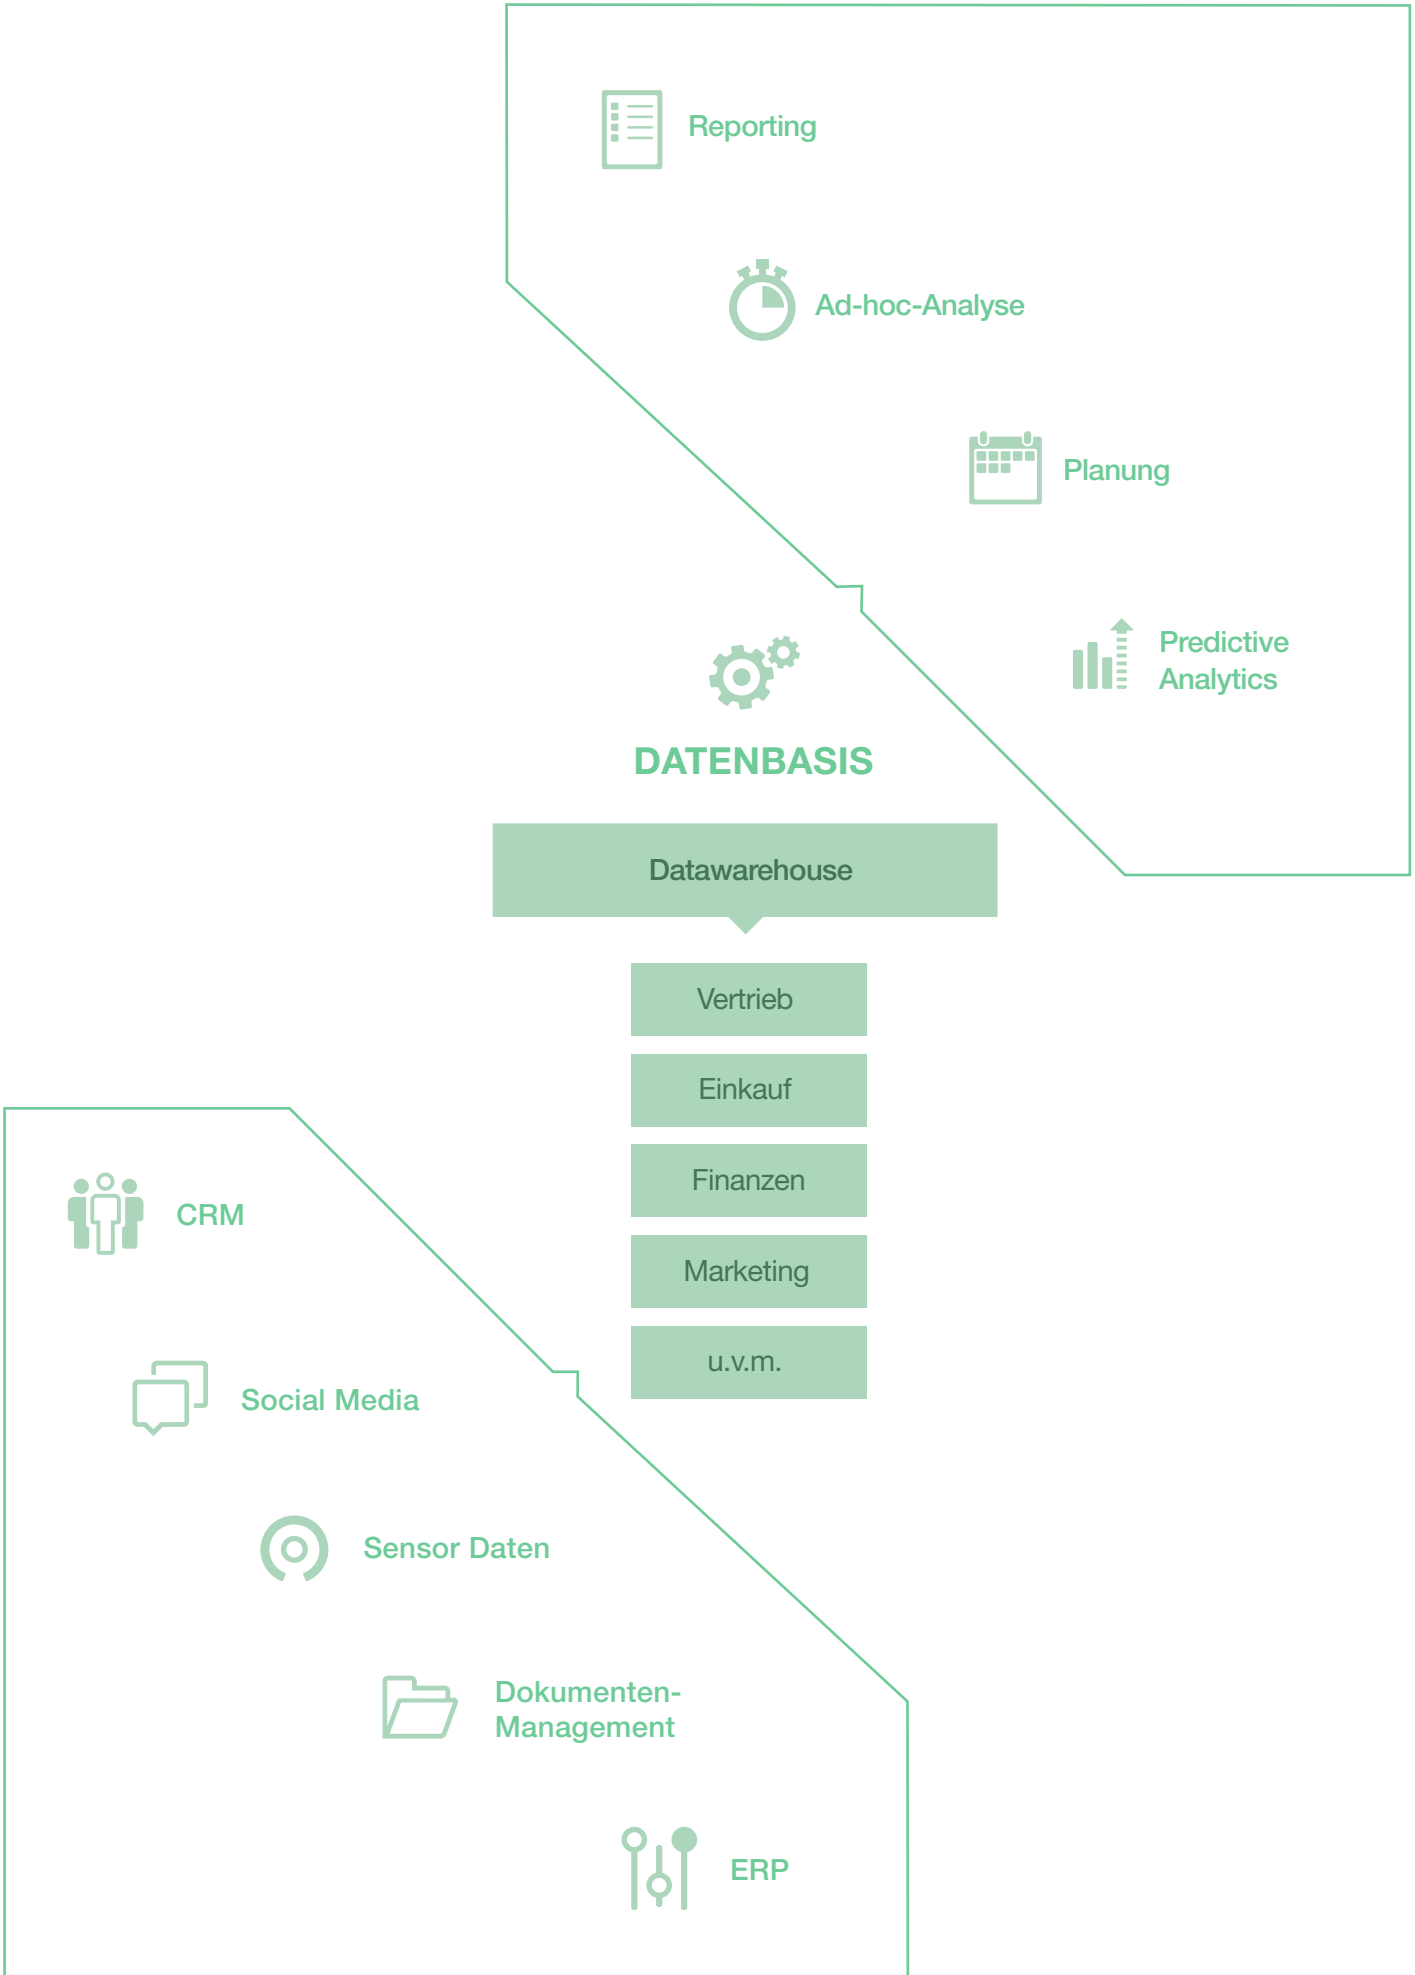 Reporting
Ad-hoc-Analyse
Planung
Predictive
Analytics
DATENBASIS
Datawarehouse
Vertrieb
Einkauf
Finanzen
Marketing
u.v.m.
CRM
Social Media
Sensor Daten
Dokumenten-
Management
ERP